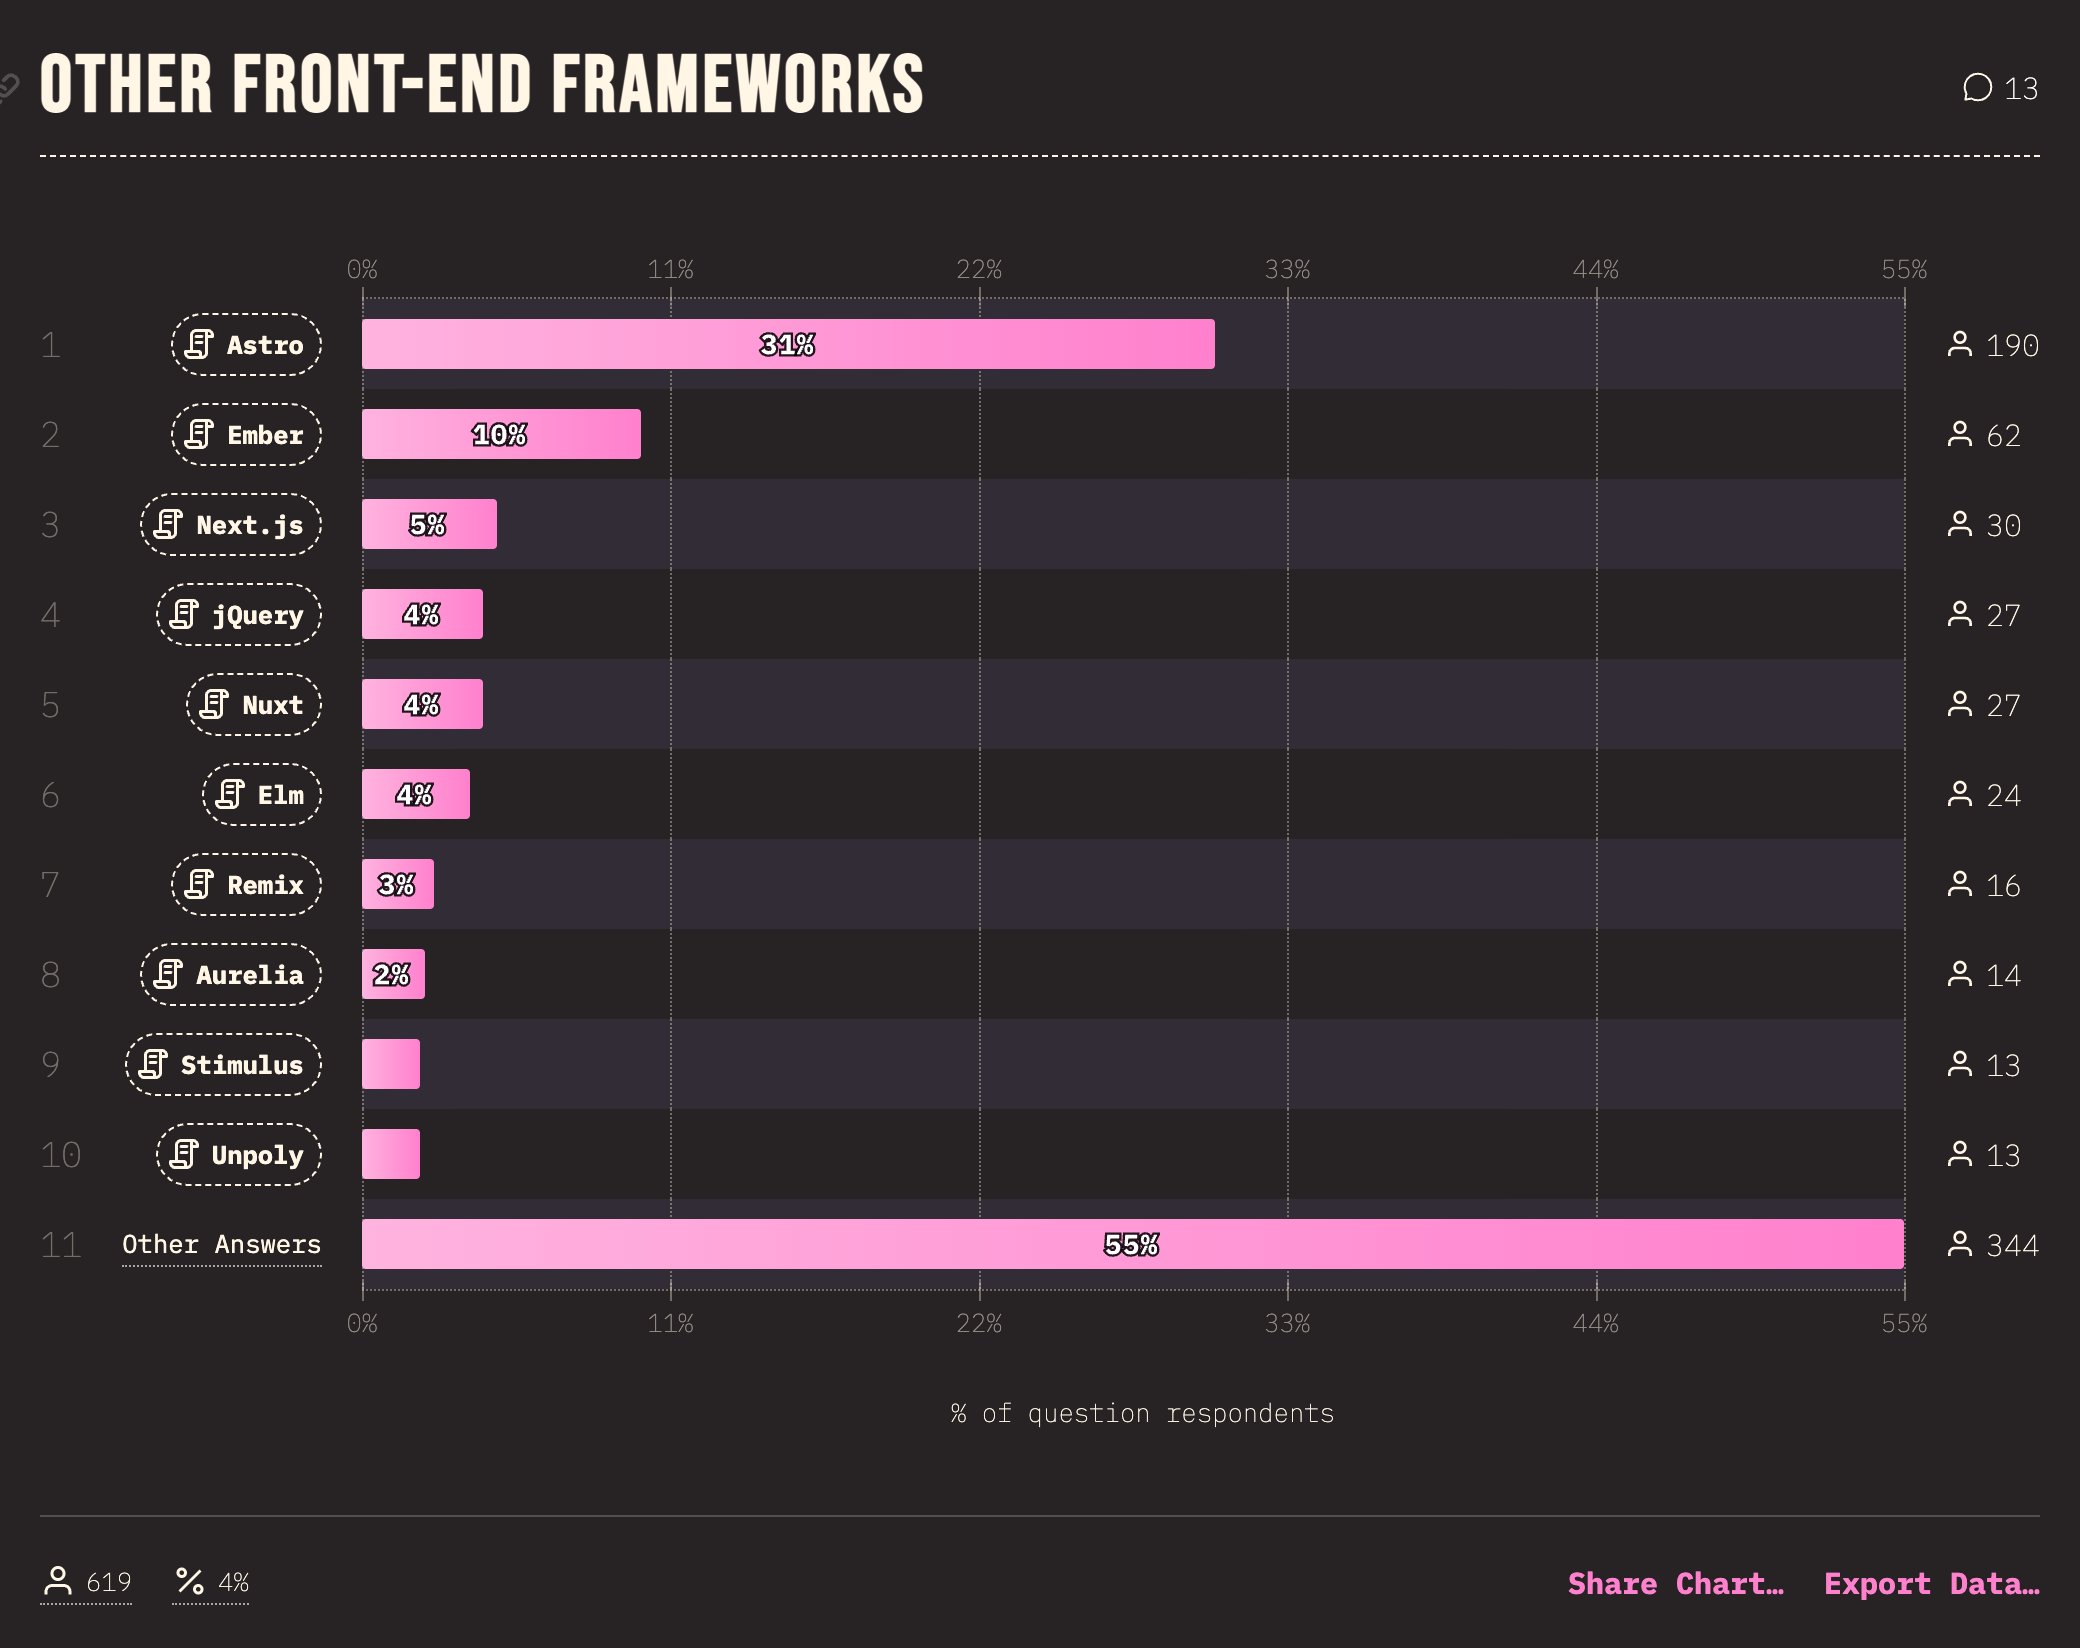 OTHER FRONT-END FRAMEWORKS
13
0% 11% 22% 33% 44% 55%
1 Astro 31% 190
2 Ember 10% 62
3 Next.js 5% 30
4 jQuery 4% 27
5 Nuxt 4% 27
6 Elm 4% 24
7 Remix 3% 16
8 Aurelia 2% 14
9 Stimulus 13
10 Unpoly 13
11 Other Answers 55% 344
0% 11% 22% 33% 44% 55%
% of question respondents
619 % 4% Share Chart… Export Data…